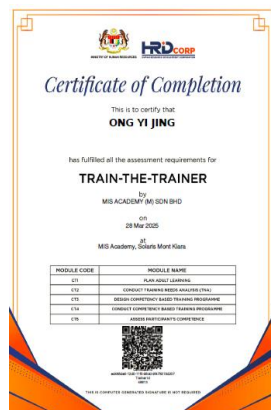 MINISTRY OF HUMAN RESOURCES
HRD CORP
Certificate of Completion
This is to certify that
ONG YI JING
has fulfilled all the assessment requirements for
TRAIN-THE-TRAINER
by
MIS ACADEMY (M) SDN BHD
on
28 Mar 2025
at
MIS Academy, Solaris Mont Kiara
MODULE CODE MODULE NAME
CT1 PLAN ADULT LEARNING
CT2 CONDUCT TRAINING NEEDS ANALYSIS (TNA)
CT3 DESIGN COMPETENCY BASED TRAINING PROGRAMME
CT4 CONDUCT COMPETENCY BASED TRAINING PROGRAMME
CT5 ASSESS PARTICIPANT'S COMPETENCE
THIS IS COMPUTER GENERATED SIGNATURE IS NOT REQUIRED